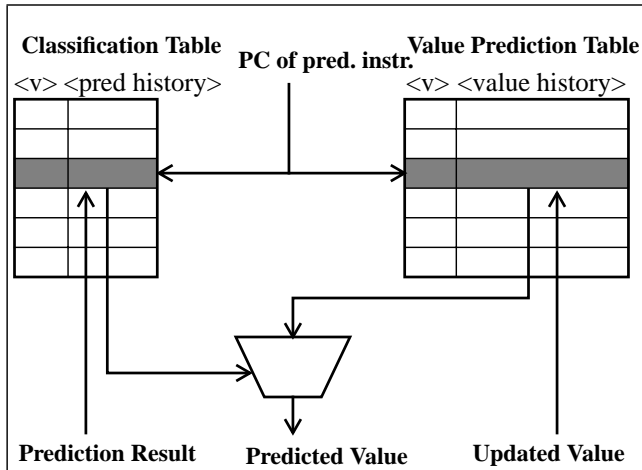 Classification Table
PC of pred. instr.
Value Prediction Table
<v> <pred history>
<v> <value history>
Prediction Result
Predicted Value
Updated Value